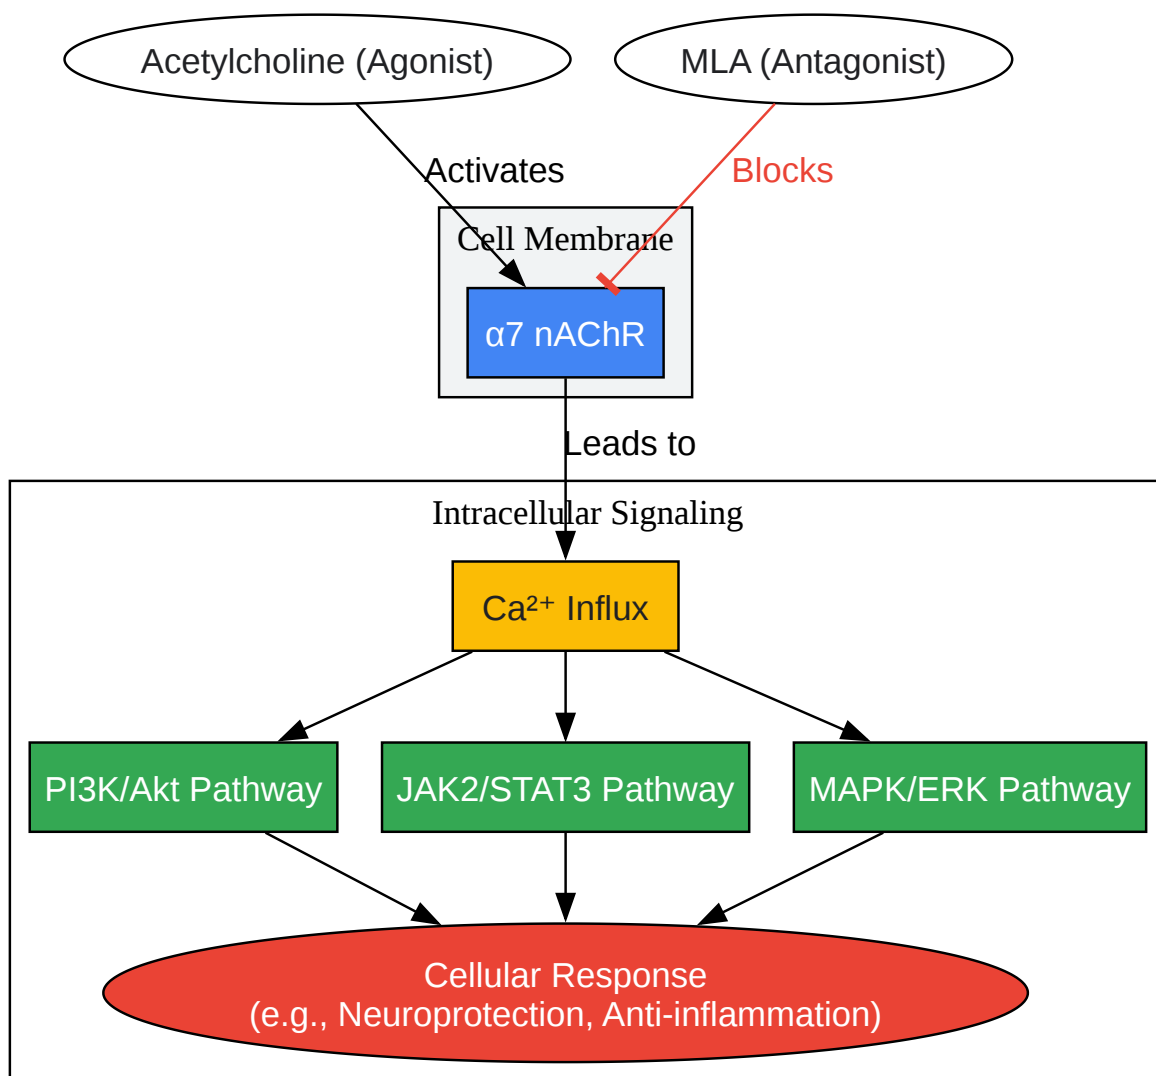 Acetylcholine (Agonist)
MLA (Antagonist)
Activates
Blocks
Cell Membrane
α7 nAChR
Leads to
Intracellular Signaling
Ca²⁺ Influx
PI3K/Akt Pathway
JAK2/STAT3 Pathway
MAPK/ERK Pathway
Cellular Response
(e.g., Neuroprotection, Anti-inflammation)